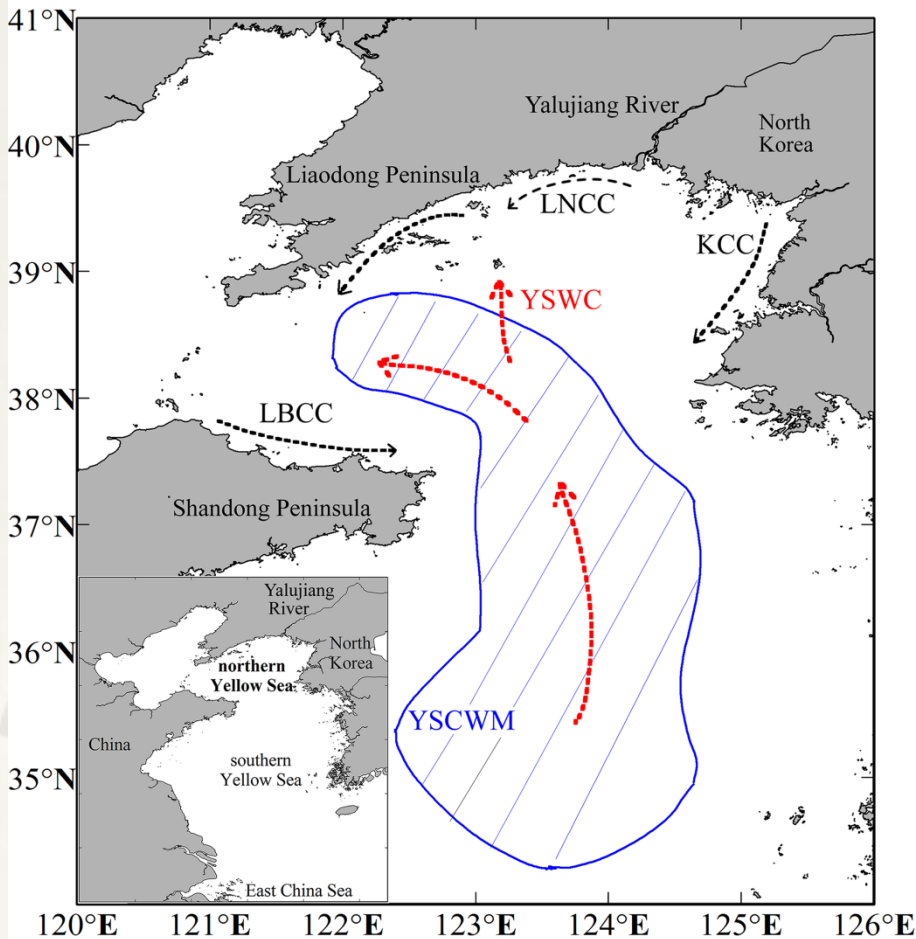 41°N
40°N
39°N
38°N
37°N
36°N
35°N
Yalujiang River
North
Korea
Liaodong Peninsula
LNCC
KCC
YSWC
LBCC
Shandong Peninsula
YSCWM
Yalujiang
River
North
Korea
northern
Yellow Sea
China
southern
Yellow Sea
East China Sea
120°E
121°E
122°E
123°E
124°E
125°E
126°E